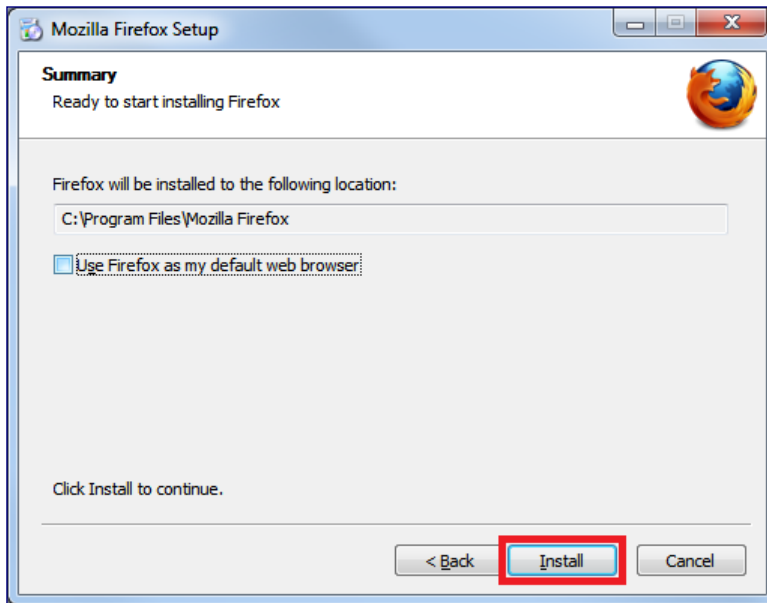 Mozilla Firefox Setup
Summary
Ready to start installing Firefox
Firefox will be installed to the following location:
C:\Program Files\Mozilla Firefox
Use Firefox as my default web browser
Click Install to continue.
< Back Install Cancel